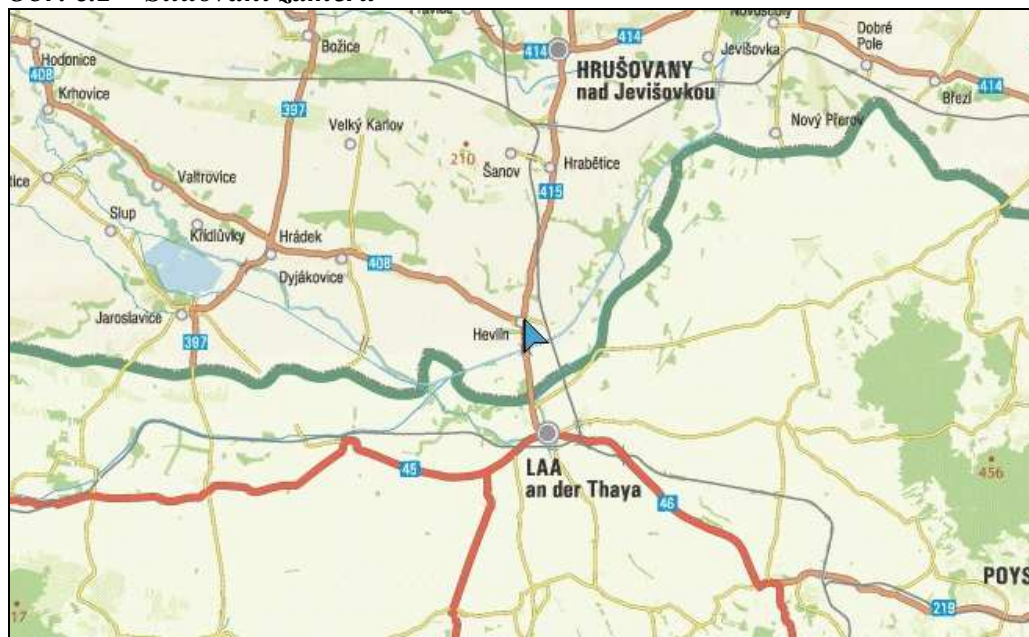 Hodonice
408
Krhovice
Božice
397
Velký Karlov
414
414
HRUŠOVANY
nad Jevišovkou
Jevišovka
Dobré
Pole
414
Březí
Nový Přerov
210
Šanov
Hrabětice
415
Valtrovice
Slup
Křídlůvky
Hrádek
Dyjákovice
408
Jaroslavice
397
Hevlín
LAA
an der Thaya
45
46
456
POYS
219